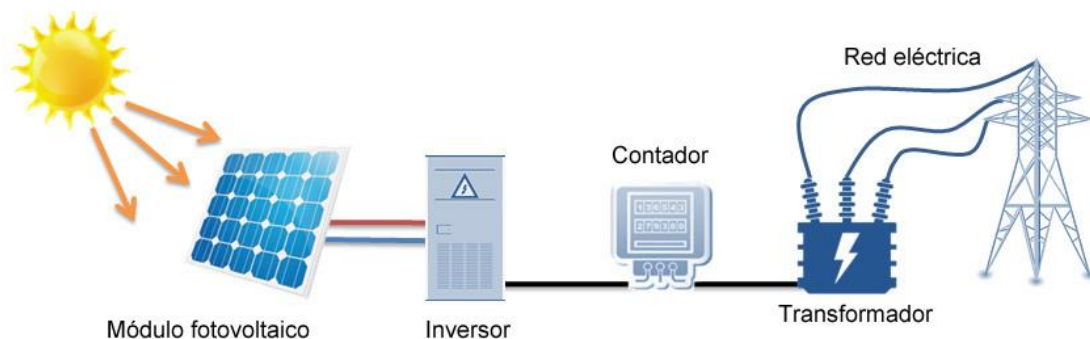 Red eléctrica
Contador
Módulo fotovoltaico
Inversor
Transformador